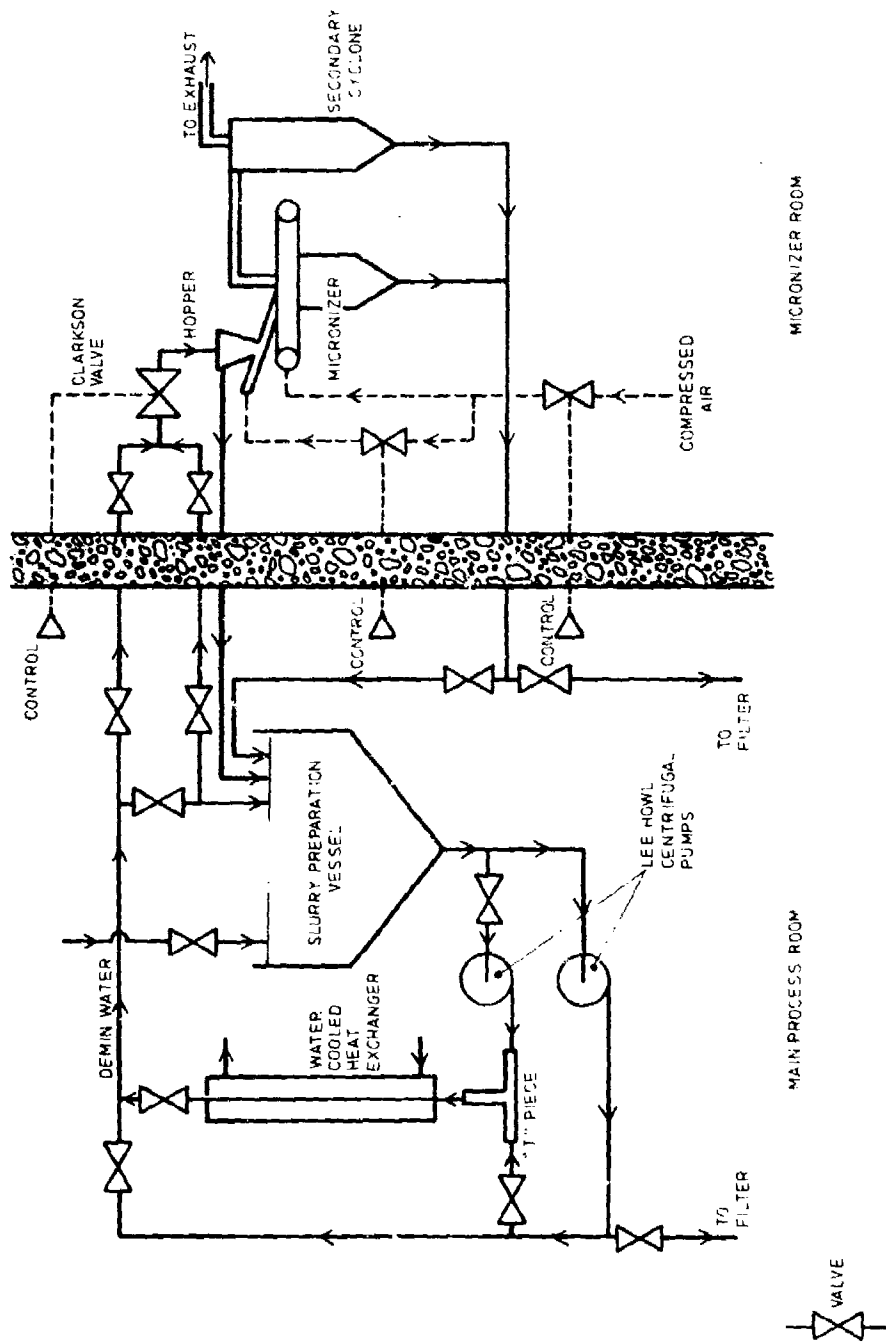 TO EXHAUST
SECONDARY
CYCLONE
CLARKSON
VALVE
HOPPER
MICRONIZER
COMPRESSED
AIR
MICRONIZER ROOM
CONTROL
CONTROL
CONTROL
TO
FILTER
SLURRY PREPARATION
VESSEL
LEE HOWL
CENTRIFUGAL
PUMPS
DEMIN WATER
WATER
COOLED
HEAT
EXCHANGER
"T" PIECE
MAIN PROCESS ROOM
TO
FILTER
VALVE